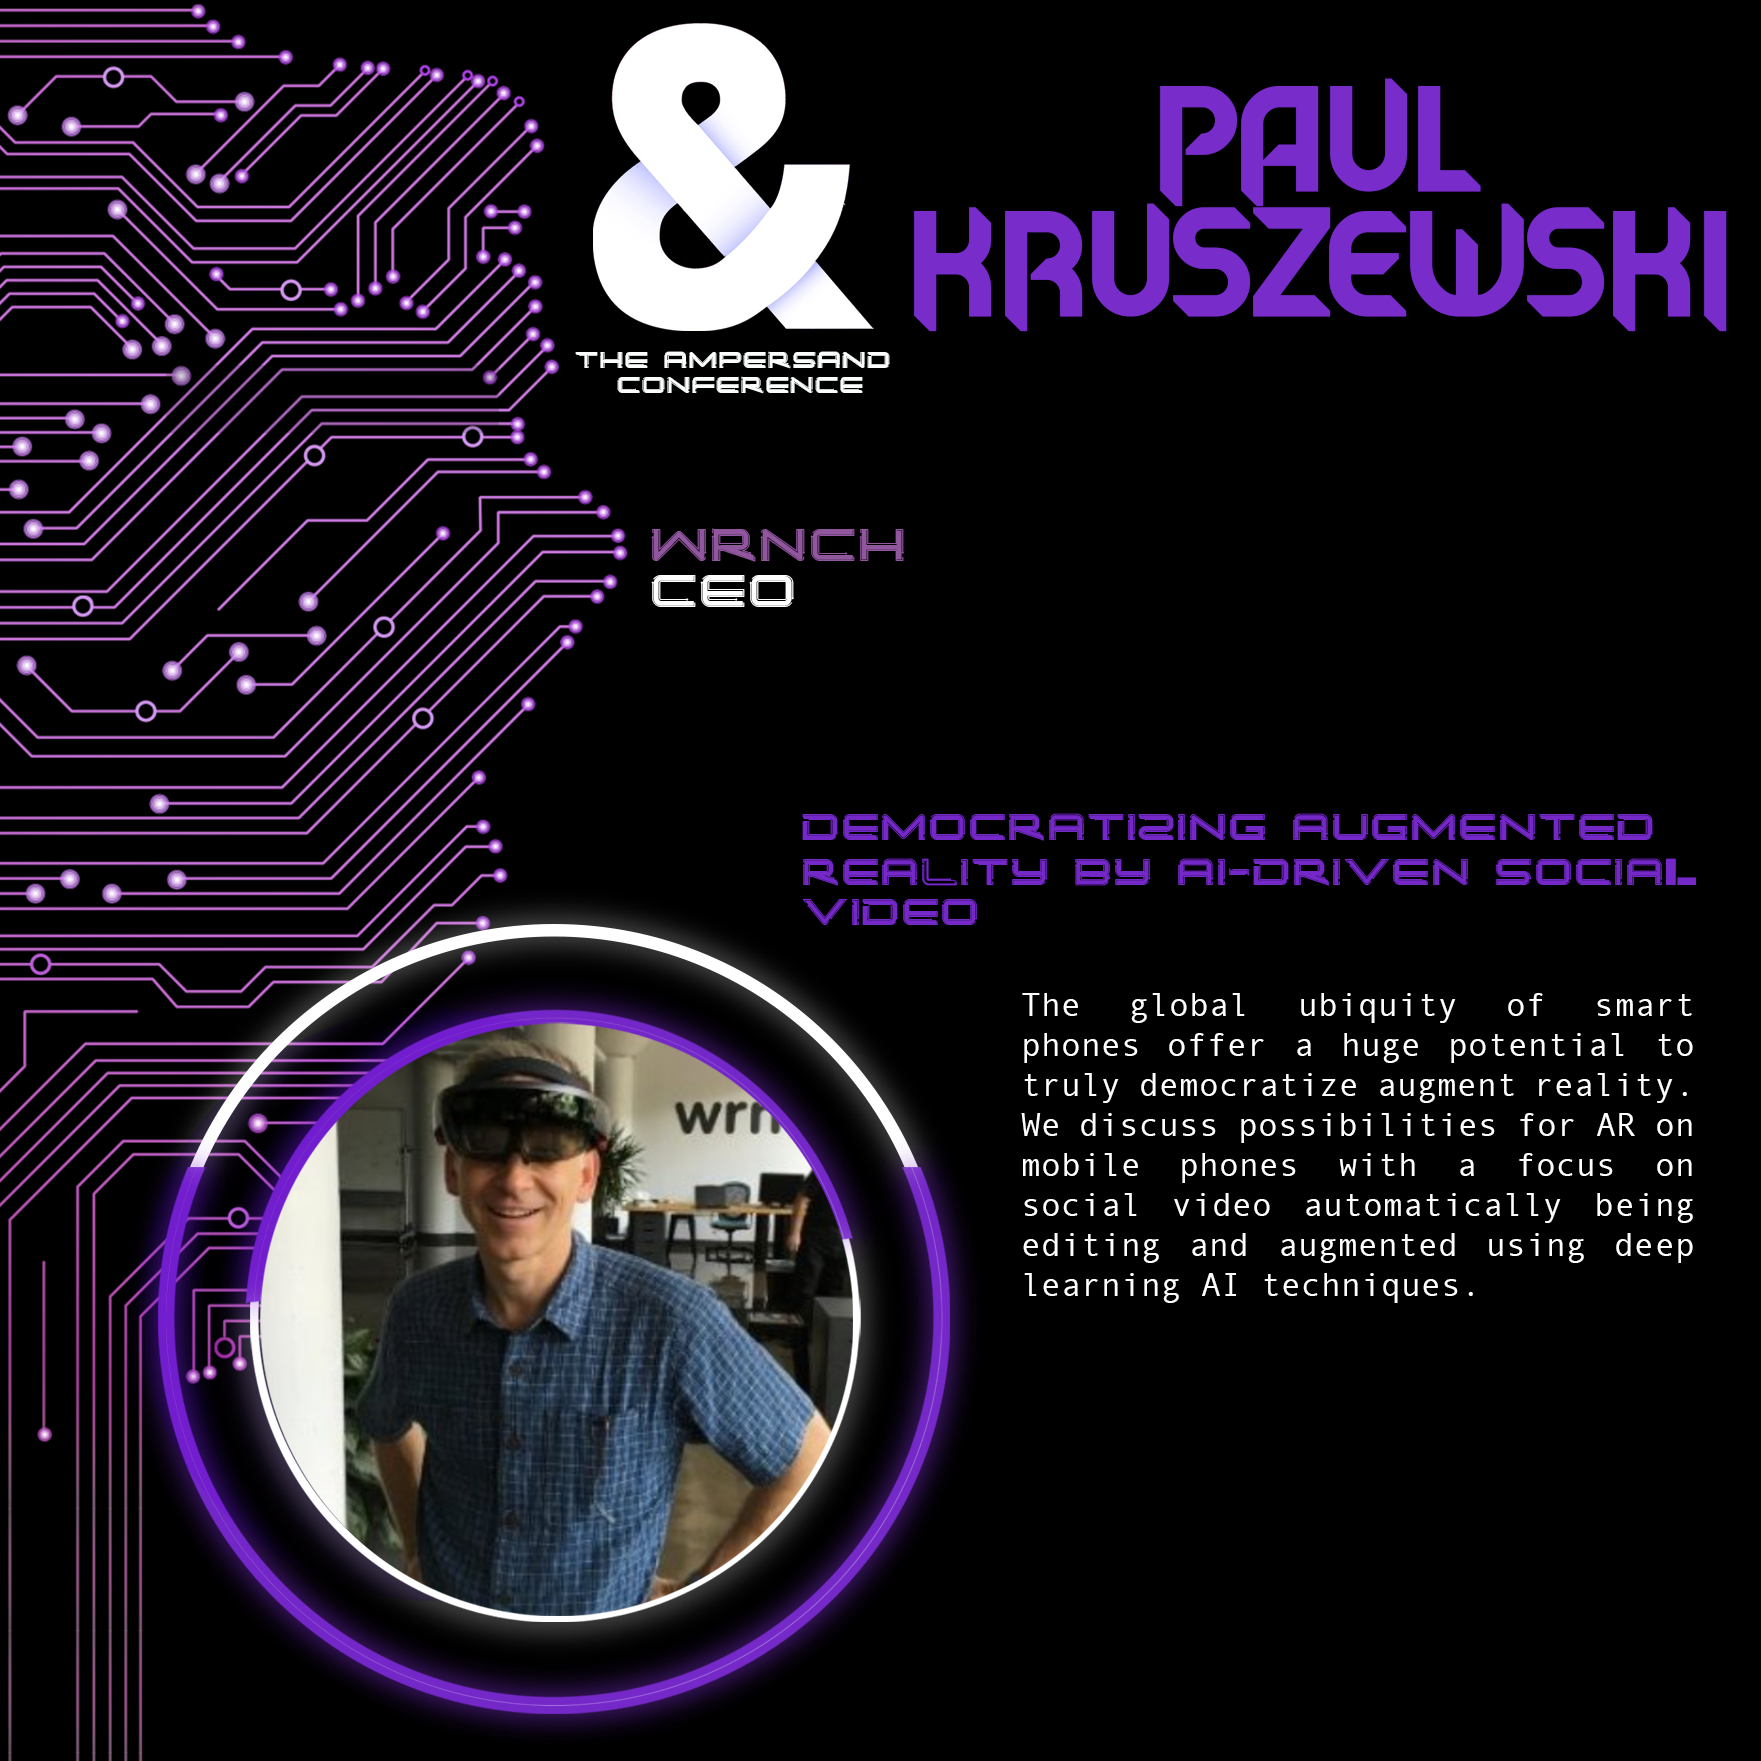 PAUL
KRUSZEWSKI
THE AMPERSAND
CONFERENCE
WRNCH
CEO
DEMOCRATIZING AUGMENTED
REALITY BY AI-DRIVEN SOCIAL
VIDEO
The global ubiquity of smart
phones offer a huge potential to
truly democratize augment reality.
We discuss possibilities for AR on
mobile phones with a focus on
social video automatically being
editing and augmented using deep
learning AI techniques.
wrn